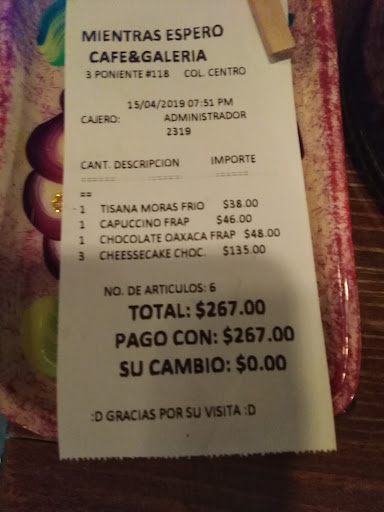 MIENTRAS ESPERO
CAFE&GALERIA
3 PONIENTE #118 COL. CENTRO
15/04/2019 07:51 PM
CAJERO: ADMINISTRADOR
2319
CANT. DESCRIPCION IMPORTE
====== ====== ======
==
1 TISANA MORAS FRIO $38.00
1 CAPUCCINO FRAP $46.00
1 CHOCOLATE OAXACA FRAP $48.00
3 CHEESSECAKE CHOC. $135.00
NO. DE ARTICULOS: 6
TOTAL: $267.00
PAGO CON: $267.00
SU CAMBIO: $0.00
:D GRACIAS POR SU VISITA :D